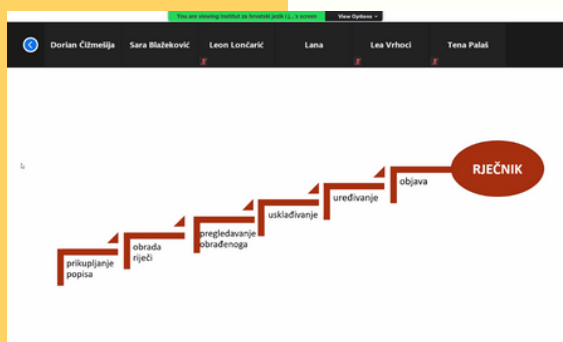 You are viewing Institut za hrvatski jezik i j...'s screen
View Options
Dorian Čižmešija
Sara Blažeković
Leon Lončarić
Lana
Lea Vrhoci
Tena Palaš
RJEČNIK
objava
uređivanje
usklađivanje
pregledavanje
obrađenoga
obrada
riječi
prikupljanje
popisa